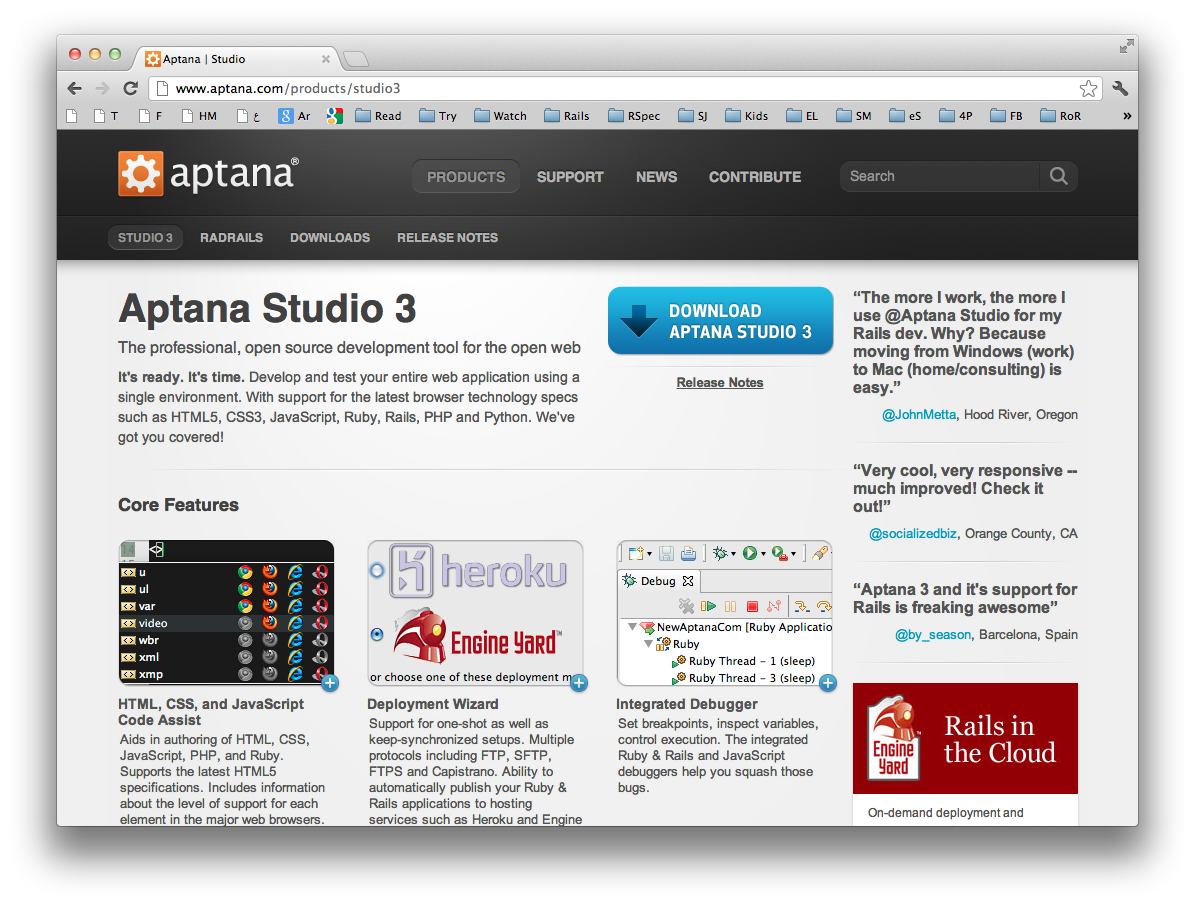 Aptana | Studio
www.aptana.com/products/studio3
T F HM ع Ar Read Try Watch Rails RSpec SJ Kids EL SM eS 4P FB RoR »
aptana®
PRODUCTS SUPPORT NEWS CONTRIBUTE Search
STUDIO 3 RADRAILS DOWNLOADS RELEASE NOTES
Aptana Studio 3
The professional, open source development tool for the open web
It's ready. It's time. Develop and test your entire web application using a
single environment. With support for the latest browser technology specs
such as HTML5, CSS3, JavaScript, Ruby, Rails, PHP and Python. We've
got you covered!
DOWNLOAD
APTANA STUDIO 3
Release Notes
Core Features
<> u
<> ul
<> var
<> video
<> wbr
<> xml
<> xmp
HTML, CSS, and JavaScript
Code Assist
Aids in authoring of HTML, CSS,
JavaScript, PHP, and Ruby.
Supports the latest HTML5
specifications. Includes information
about the level of support for each
element in the major web browsers.
heroku
Engine Yard™
or choose one of these deployment m
Deployment Wizard
Support for one-shot as well as
keep-synchronized setups. Multiple
protocols including FTP, SFTP,
FTPS and Capistrano. Ability to
automatically publish your Ruby &
Rails applications to hosting
services such as Heroku and Engine
Debug
NewAptanaCom [Ruby Applicatio
Ruby
Ruby Thread - 1 (sleep)
Ruby Thread - 3 (sleep)
Integrated Debugger
Set breakpoints, inspect variables,
control execution. The integrated
Ruby & Rails and JavaScript
debuggers help you squash those
bugs.
“The more I work, the more I
use @Aptana Studio for my
Rails dev. Why? Because
moving from Windows (work)
to Mac (home/consulting) is
easy.”
@JohnMetta, Hood River, Oregon
“Very cool, very responsive --
much improved! Check it
out!”
@socializedbiz, Orange County, CA
“Aptana 3 and it's support for
Rails is freaking awesome”
@by_season, Barcelona, Spain
Engine
Yard
Rails in
the Cloud
On-demand deployment and